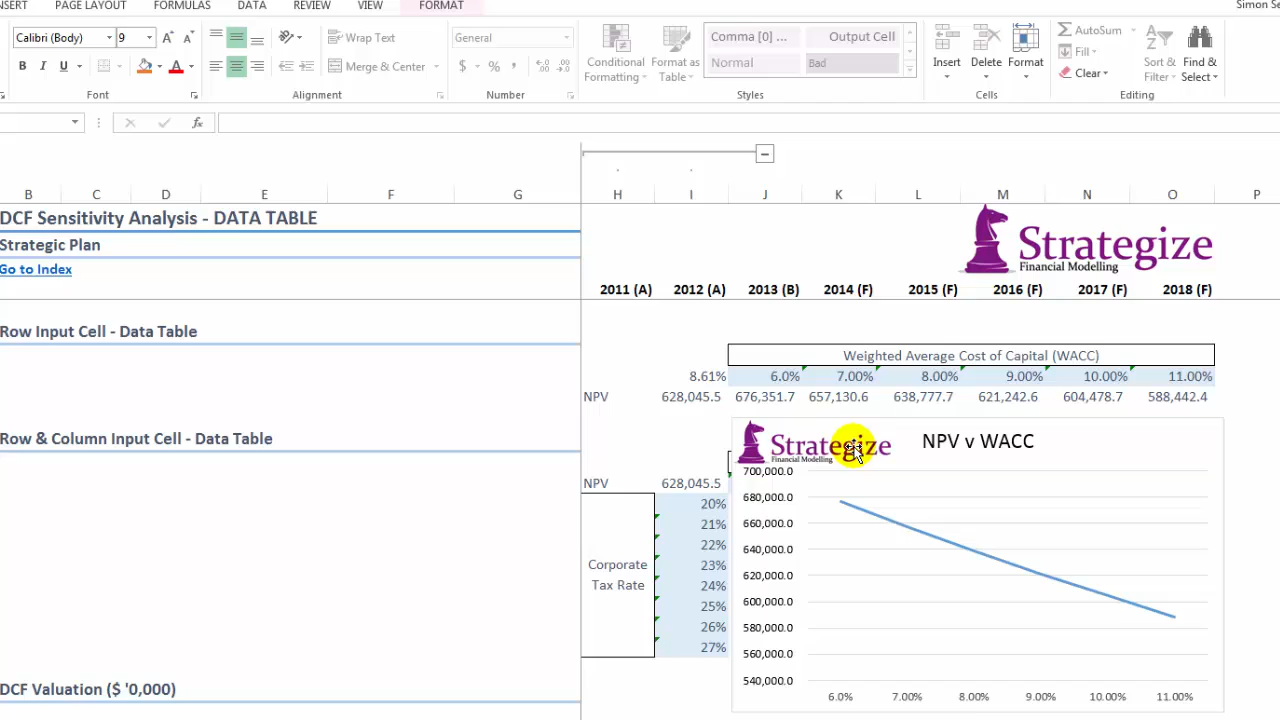 INSERT PAGE LAYOUT FORMULAS DATA REVIEW VIEW FORMAT Simon Se
Calibri (Body) 9 A A Wrap Text General Comma [0] ... Output Cell AutoSum
B I U Merge & Center $ % , Conditional Formatting Format as Table Normal Bad Insert Delete Format Fill Sort & Filter Find & Select
Clear
Font Alignment Number Styles Cells Editing
fx
B C D E F G H I J K L M N O P
DCF Sensitivity Analysis - DATA TABLE
Strategic Plan
Go to Index
Strategize
Financial Modelling
2011 (A) 2012 (A) 2013 (B) 2014 (F) 2015 (F) 2016 (F) 2017 (F) 2018 (F)
Row Input Cell - Data Table
Weighted Average Cost of Capital (WACC)
8.61% 6.0% 7.00% 8.00% 9.00% 10.00% 11.00%
NPV 628,045.5 676,351.7 657,130.6 638,777.7 621,242.6 604,478.7 588,442.4
Row & Column Input Cell - Data Table
NPV 628,045.5
Corporate
Tax Rate
20%
21%
22%
23%
24%
25%
26%
27%
Strategize
Financial Modelling
NPV v WACC
700,000.0
680,000.0
660,000.0
640,000.0
620,000.0
600,000.0
580,000.0
560,000.0
540,000.0
6.0% 7.00% 8.00% 9.00% 10.00% 11.00%
DCF Valuation ($ '0,000)